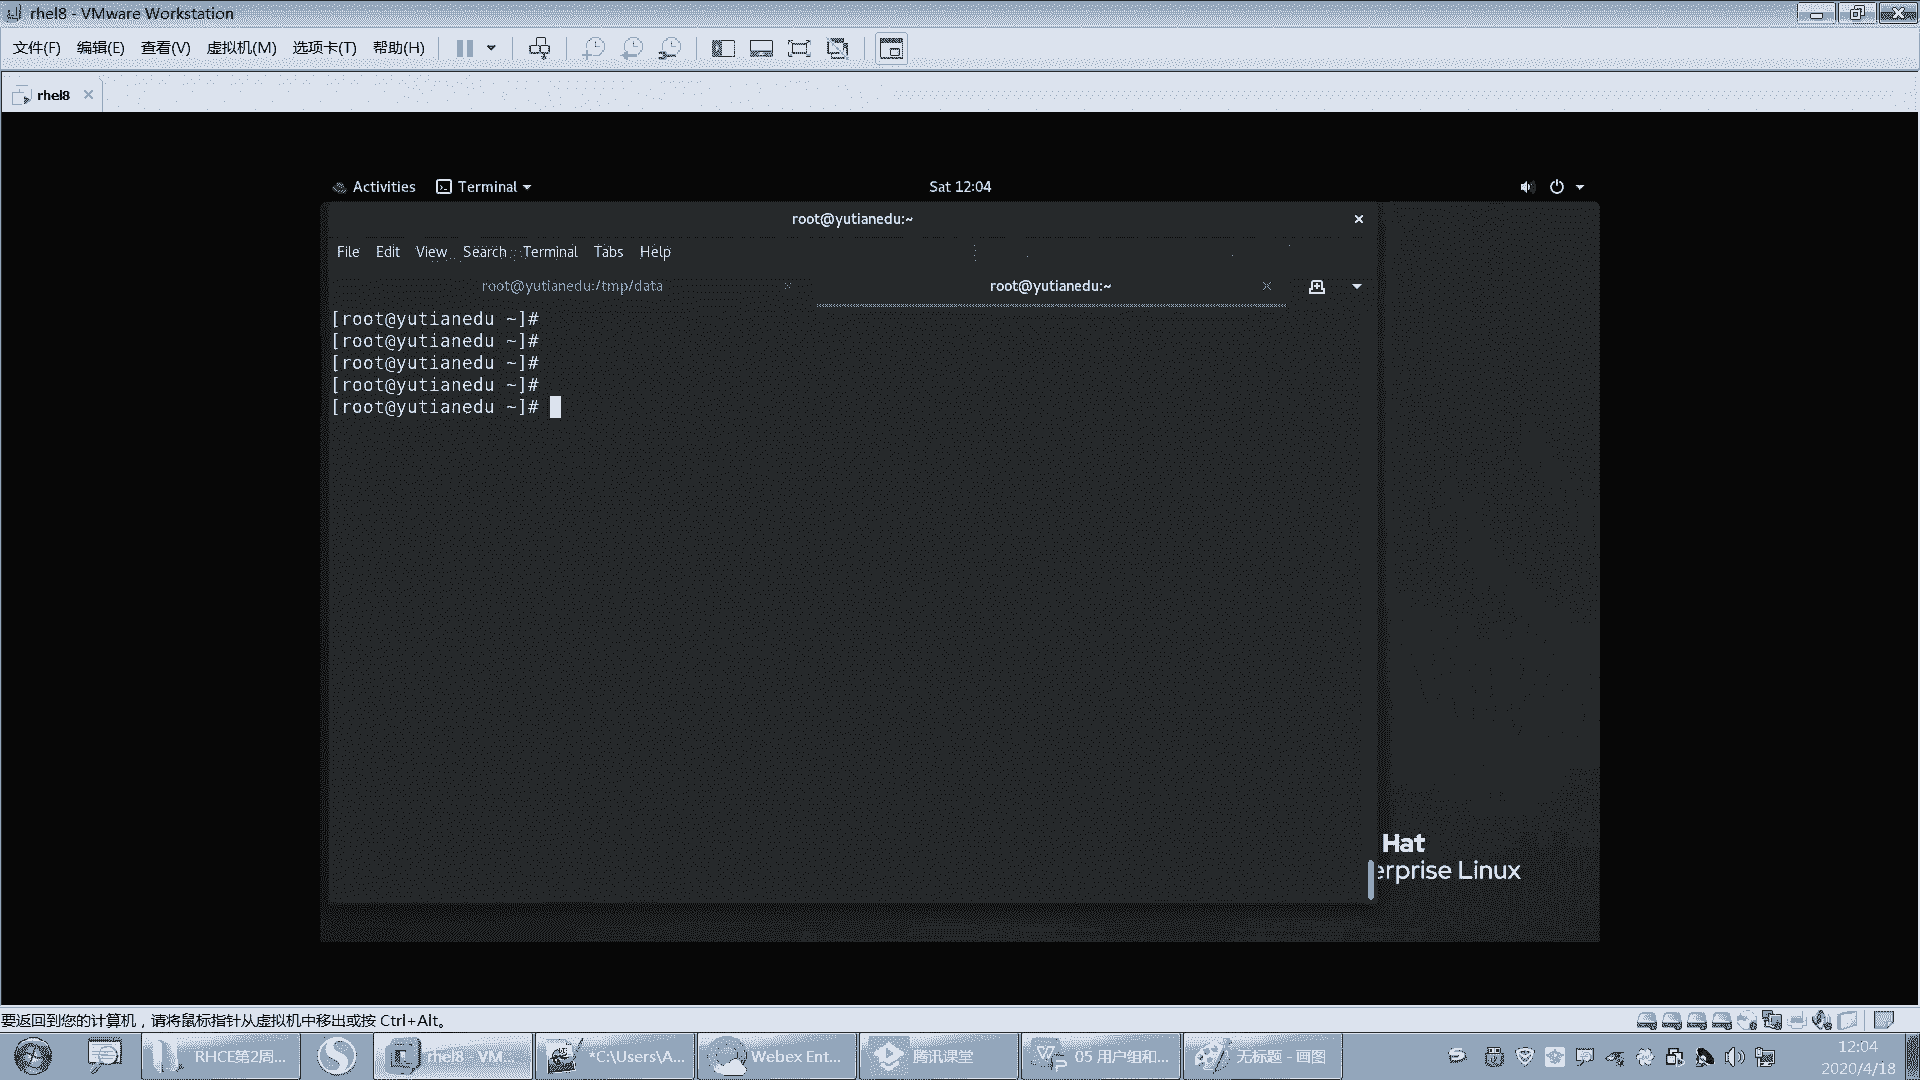 rhel8 - VMware Workstation
文件(F) 编辑(E) 查看(V) 虚拟机(M) 选项卡(T) 帮助(H)
rhel8
Activities Terminal Sat 12:04
root@yutianedu:~
File Edit View Search Terminal Tabs Help
root@yutianedu:/tmp/data root@yutianedu:~
[root@yutianedu ~]#
[root@yutianedu ~]#
[root@yutianedu ~]#
[root@yutianedu ~]#
[root@yutianedu ~]#
Hat
erprise Linux
要返回到您的计算机，请将鼠标指针从虚拟机中移出或按 Ctrl+Alt。
RHCE第2周... rhel8 - VM... *C:\Users\A... Webex Ent... 腾讯课堂 05 用户组和... 无标题 - 画图 12:04
2020/4/18